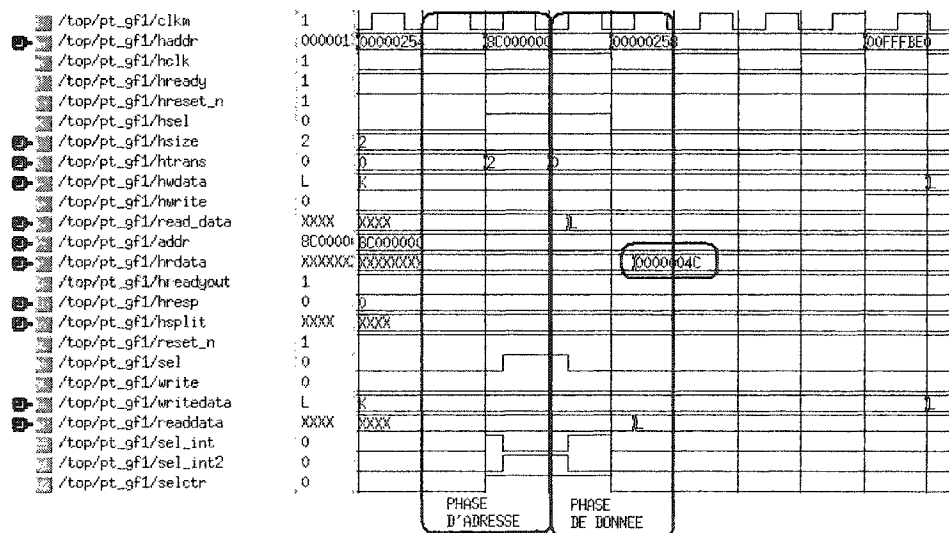 /top/pt_gf1/clkm 1
/top/pt_gf1/haddr 0000001 00000254 8C000000 00000258 00FFFBE0
/top/pt_gf1/hclk 1
/top/pt_gf1/hready 1
/top/pt_gf1/hreset_n 1
/top/pt_gf1/hsel 0
/top/pt_gf1/hsize 2 2
/top/pt_gf1/htrans 0 0 2 0
/top/pt_gf1/hwdata L K L
/top/pt_gf1/hwrite 0
/top/pt_gf1/read_data XXXX XXXX L
/top/pt_gf1/addr 8C0000 8C000000
/top/pt_gf1/hrdata XXXXXX XXXXXXXX 0000004C
/top/pt_gf1/hreadyout 1
/top/pt_gf1/hresp 0 0
/top/pt_gf1/hsplit XXXX XXXX
/top/pt_gf1/reset_n 1
/top/pt_gf1/sel 0
/top/pt_gf1/write 0
/top/pt_gf1/writedata L K L
/top/pt_gf1/readdata XXXX XXXX L
/top/pt_gf1/sel_int 0
/top/pt_gf1/sel_int2 0
/top/pt_gf1/selctr 0
PHASE PHASE
D'ADRESSE DE DONNEE